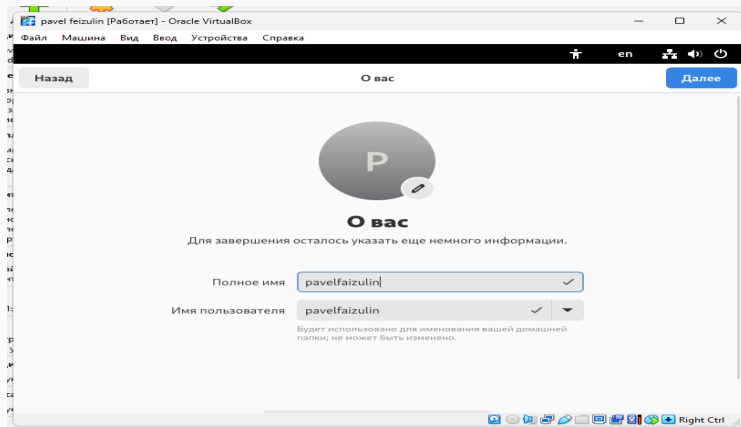 pavel feizulin [Работает] - Oracle VirtualBox
Файл Машина Вид Ввод Устройства Справка
en
Назад О вас Далее
P
О вас
Для завершения осталось указать еще немного информации.
Полное имя pavelfaizulin
Имя пользователя pavelfaizulin
Будет использовано для именования вашей домашней
папки; не может быть изменено.
Right Ctrl